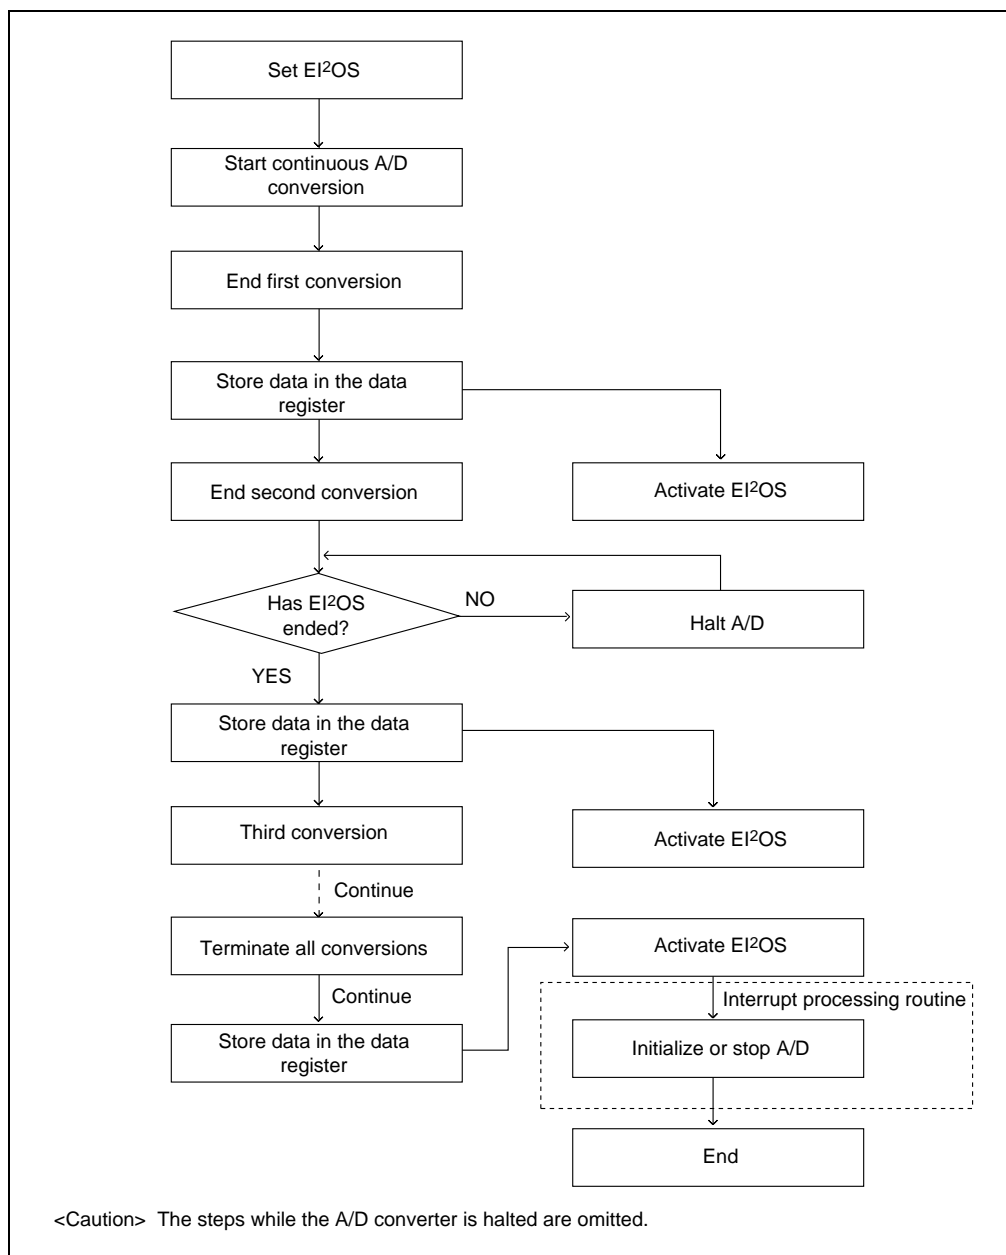 Set EI²OS
Start continuous A/D
conversion
End first conversion
Store data in the data
register
End second conversion
Activate EI²OS
Has EI²OS
ended?
NO
Halt A/D
YES
Store data in the data
register
Third conversion
Activate EI²OS
Continue
Terminate all conversions
Activate EI²OS
Continue
Interrupt processing routine
Store data in the data
register
Initialize or stop A/D
End
<Caution> The steps while the A/D converter is halted are omitted.